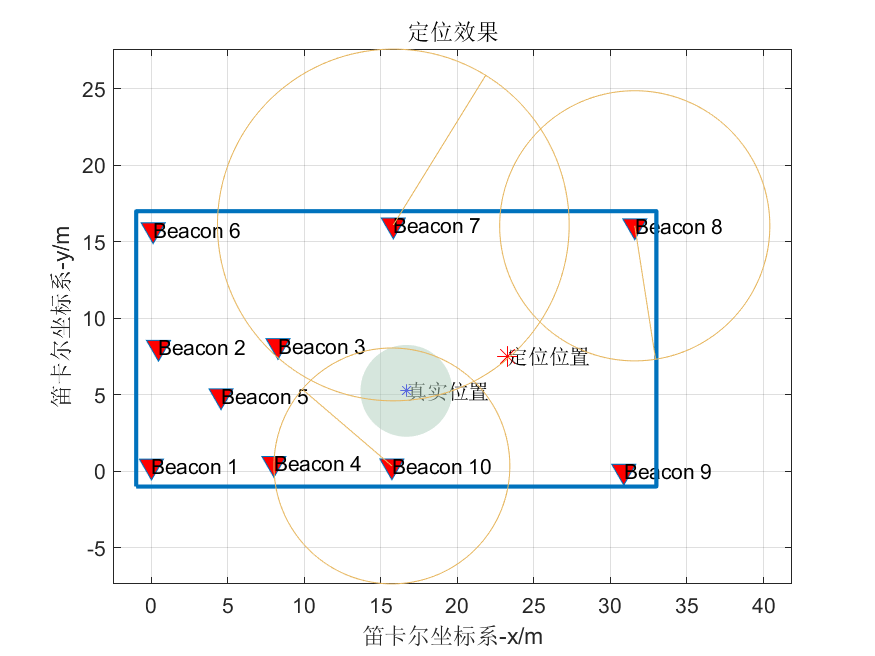 定位效果
25
20
15
10
5
0
-5
笛卡尔坐标系-y/m
Beacon 6
Beacon 7
Beacon 8
Beacon 2
Beacon 3
定位位置
真实位置
Beacon 5
Beacon 1
Beacon 4
Beacon 10
Beacon 9
0 5 10 15 20 25 30 35 40
笛卡尔坐标系-x/m